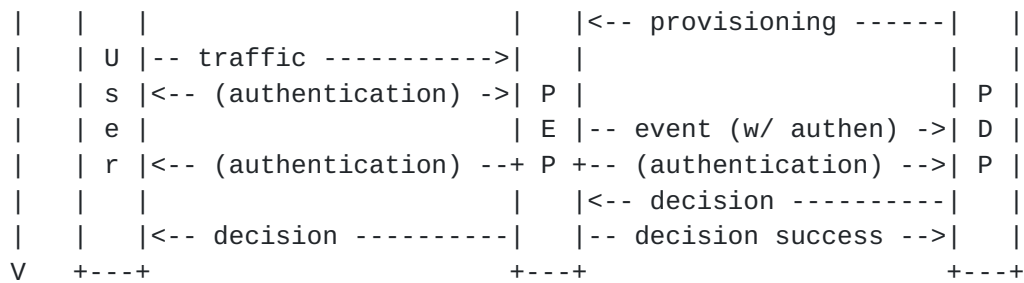 |   |   |                       |   |<-- provisioning ------|   |
|   | U |-- traffic ----------->|   |                       |   |
|   | s |<-- (authentication) ->| P |                       | P |
|   | e |                       | E |-- event (w/ authen) ->| D |
|   | r |<-- (authentication) --+ P +-- (authentication) -->| P |
|   |   |                       |   |<-- decision ----------|   |
|   |   |<-- decision ----------|   |-- decision success -->|   |
V   +---+                       +---+                       +---+